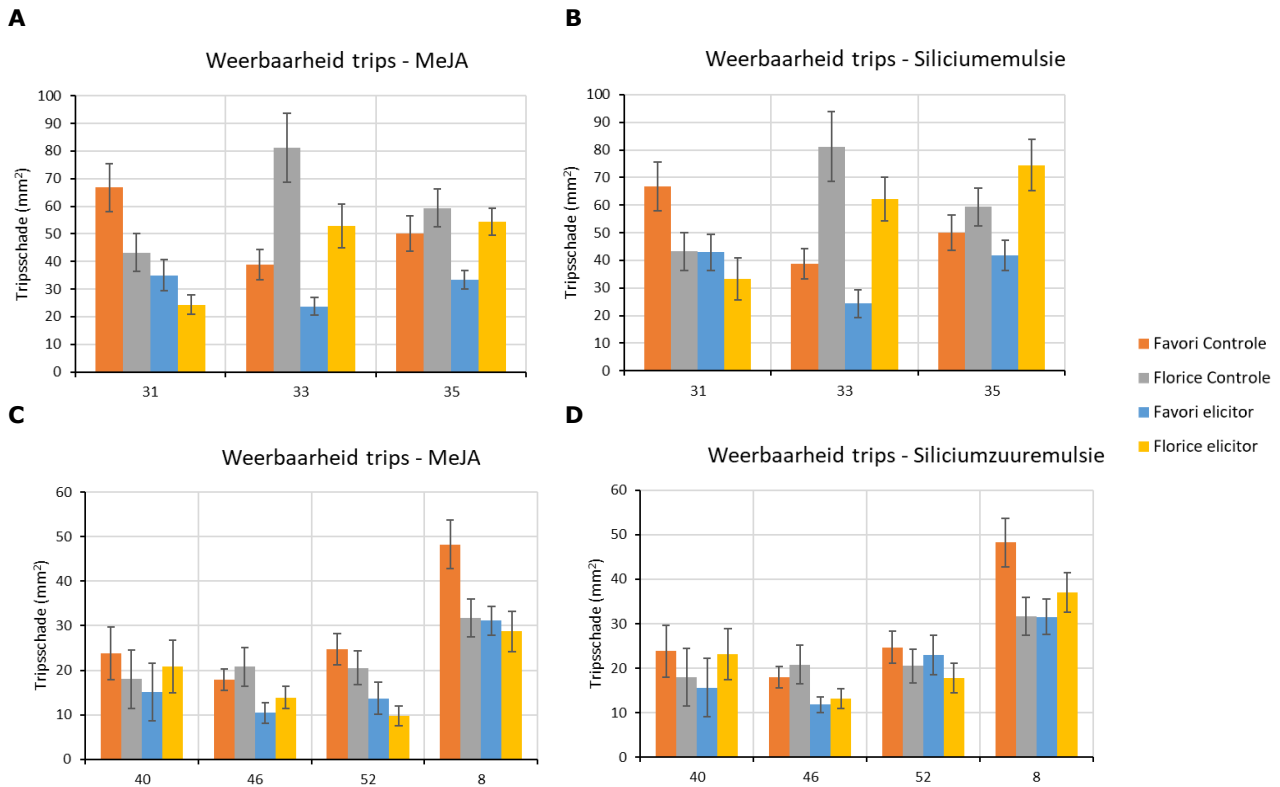 A
Weerbaarheid trips - MeJA
Tripsschade (mm²)
100
90
80
70
60
50
40
30
20
10
0
31 33 35
B
Weerbaarheid trips - Siliciumemulsie
Tripsschade (mm²)
100
90
80
70
60
50
40
30
20
10
0
31 33 35
Favori Controle
Florice Controle
Favori elicitor
Florice elicitor
C
Weerbaarheid trips - MeJA
Tripsschade (mm²)
60
50
40
30
20
10
0
40 46 52 8
D
Weerbaarheid trips - Siliciumzuuremulsie
Tripsschade (mm²)
60
50
40
30
20
10
0
40 46 52 8